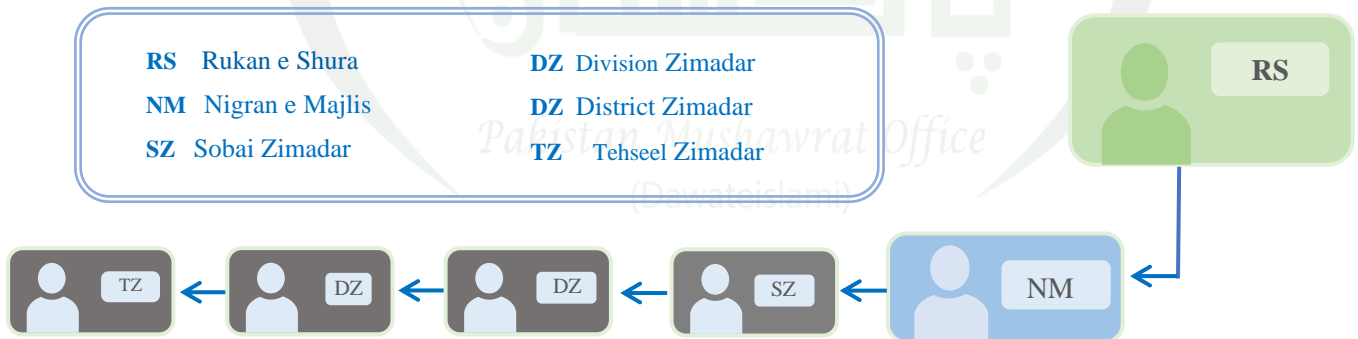 RS Rukan e Shura
NM Nigran e Majlis
SZ Sobai Zimadar
DZ Division Zimadar
DZ District Zimadar
TZ Tehseel Zimadar
Pakistan Mushawrat Office
(Dawateislami)
RS
TZ
DZ
DZ
SZ
NM